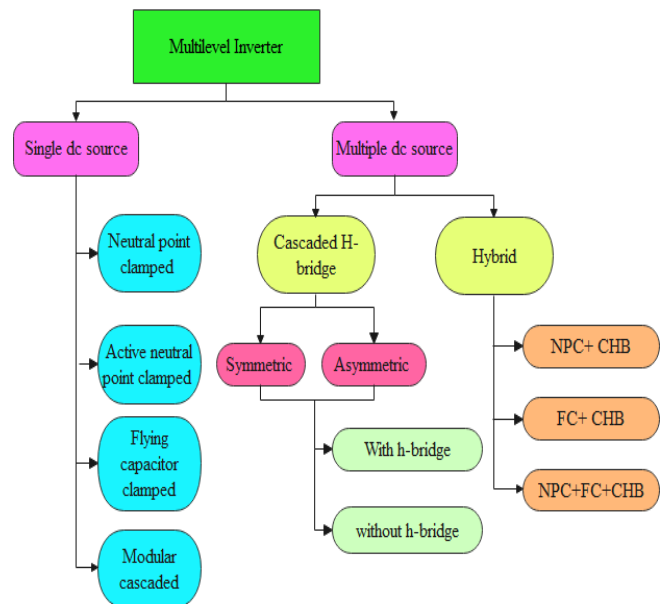 Multilevel Inverter
Single dc source
Multiple dc source
Neutral point
clamped
Active neutral
point clamped
Flying
capacitor
clamped
Modular
cascaded
Cascaded H-
bridge
Symmetric
Asymmetric
With h-bridge
without h-bridge
Hybrid
NPC+ CHB
FC+ CHB
NPC+FC+CHB